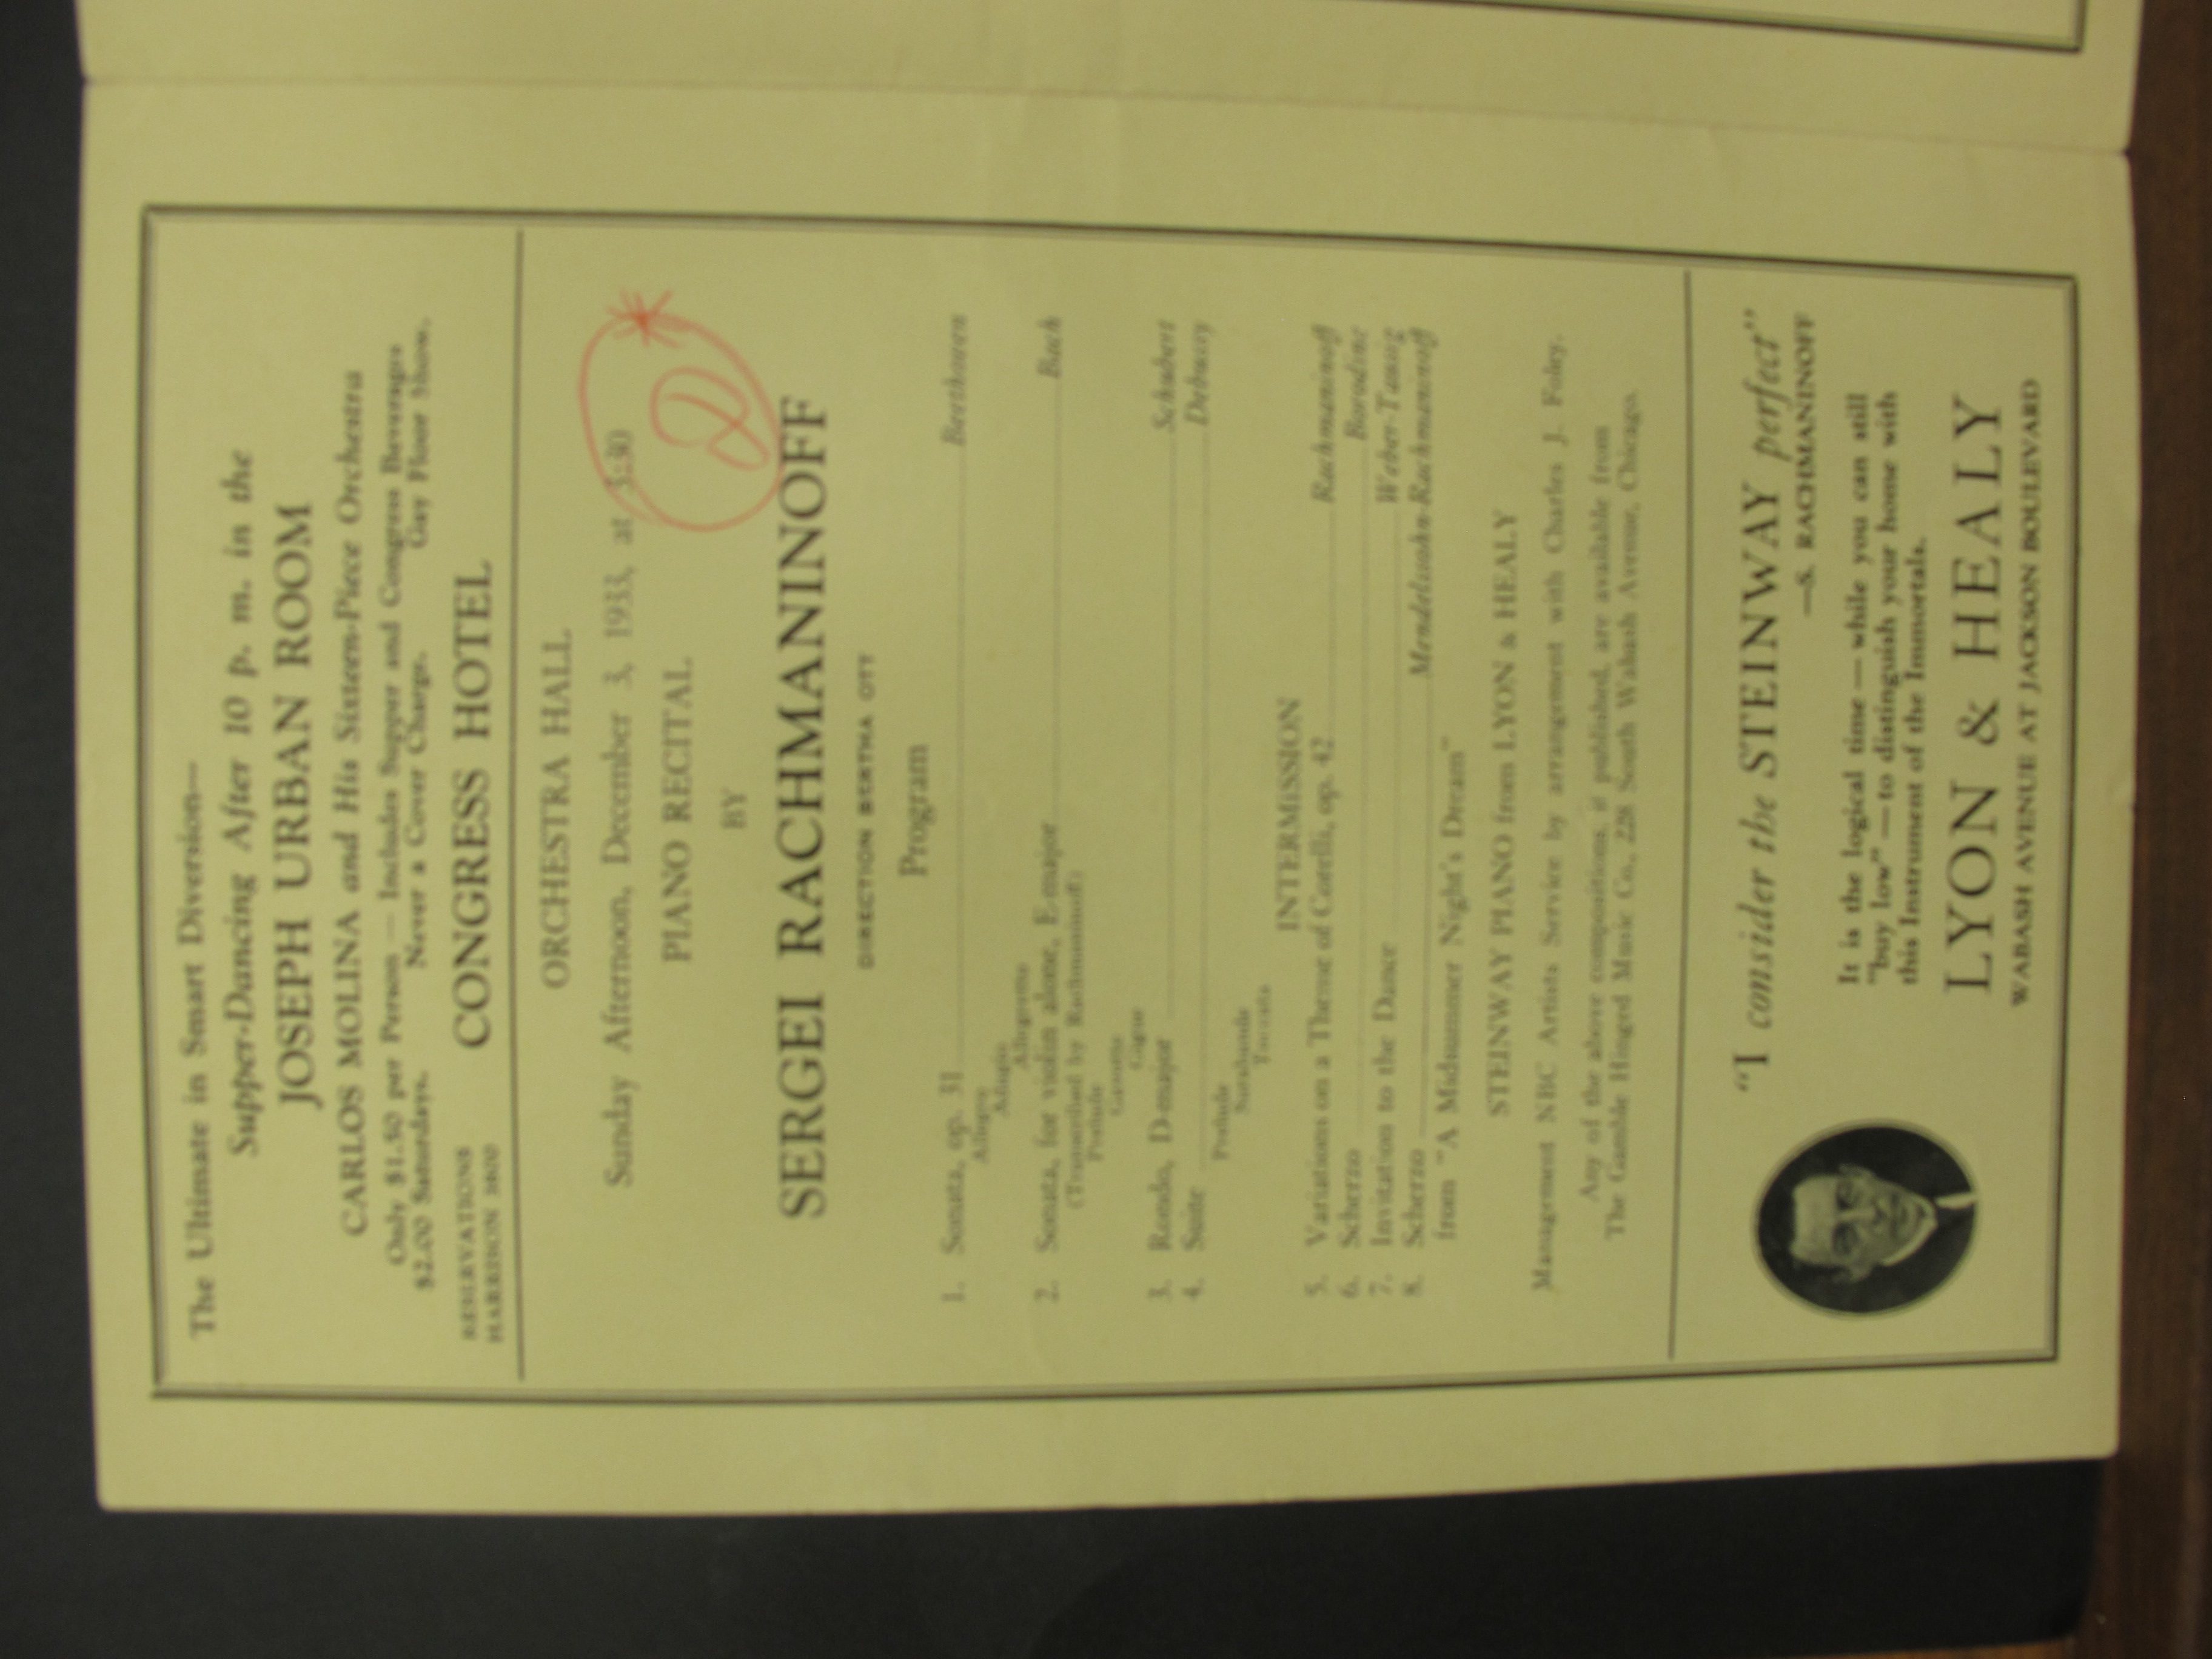 The Ultimate in Smart Diversion—
Supper-Dancing After 10 p. m. in the
JOSEPH URBAN ROOM
CARLOS MOLINA and His Sixteen-Piece Orchestra
Only $1.50 per Person — Includes Supper and Congress Beverages
$2.00 Saturdays. Never a Cover Charge. Gay Floor Show.
RESERVATIONS
HARRISON 3800
CONGRESS HOTEL
ORCHESTRA HALL
Sunday Afternoon, December 3, 1933, at 3:30
PIANO RECITAL
BY
SERGEI RACHMANINOFF
DIRECTION BERTHA OTT
Program
1. Sonata, op. 31 Beethoven
Allegro
Adagio
Allegretto
2. Sonata, for violin alone, E-major Bach
(Transcribed by Rachmaninoff)
Prelude
Gavotte
Gigue
3. Rondo, D-major Schubert
4. Suite Debussy
Prelude
Sarabande
Toccata
INTERMISSION
5. Variations on a Theme of Corelli, op. 42 Rachmaninoff
6. Scherzo Borodine
7. Invitation to the Dance Weber-Tausig
8. Scherzo Mendelssohn-Rachmaninoff
from "A Midsummer Night's Dream"
STEINWAY PIANO from LYON & HEALY
Management NBC Artists Service by arrangement with Charles J. Foley.
Any of the above compositions, if published, are available from
The Gamble Hinged Music Co., 228 South Wabash Avenue, Chicago.
"I consider the STEINWAY perfect"
—S. RACHMANINOFF
It is the logical time — while you can still
"buy low" — to distinguish your home with
this Instrument of the Immortals.
LYON & HEALY
WABASH AVENUE AT JACKSON BOULEVARD